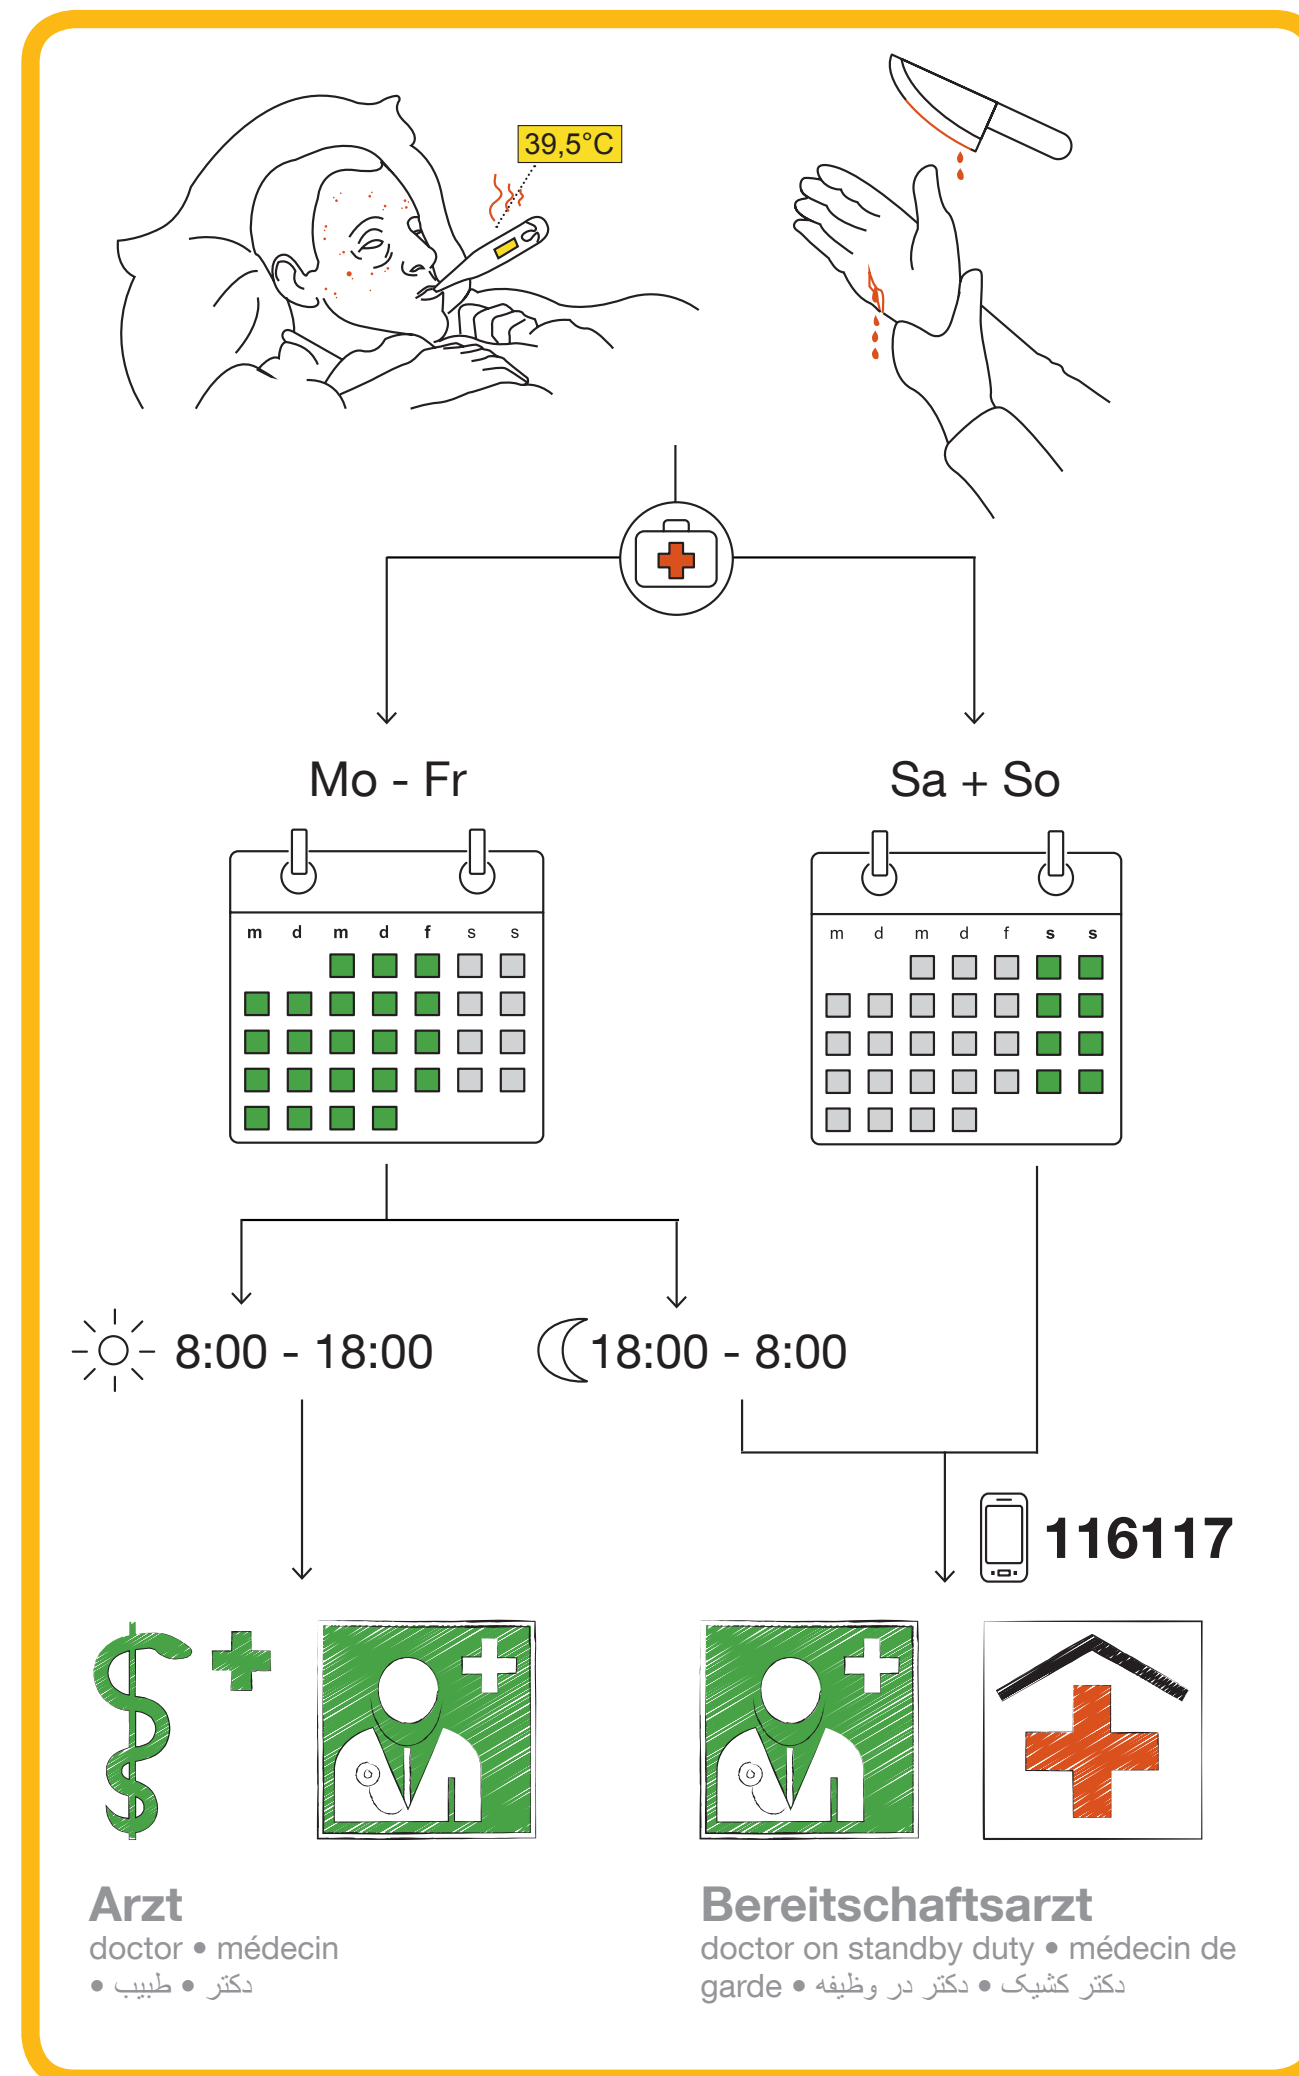 39,5°C
Mo - Fr
Sa + So
m d m d f s s
m d m d f s s
8:00 - 18:00
18:00 - 8:00
116117
Arzt
doctor • médecin
• دکتر • طبیب
Bereitschaftsarzt
doctor on standby duty • médecin de
garde • دکتر کشیک • دکتر در وظیفه